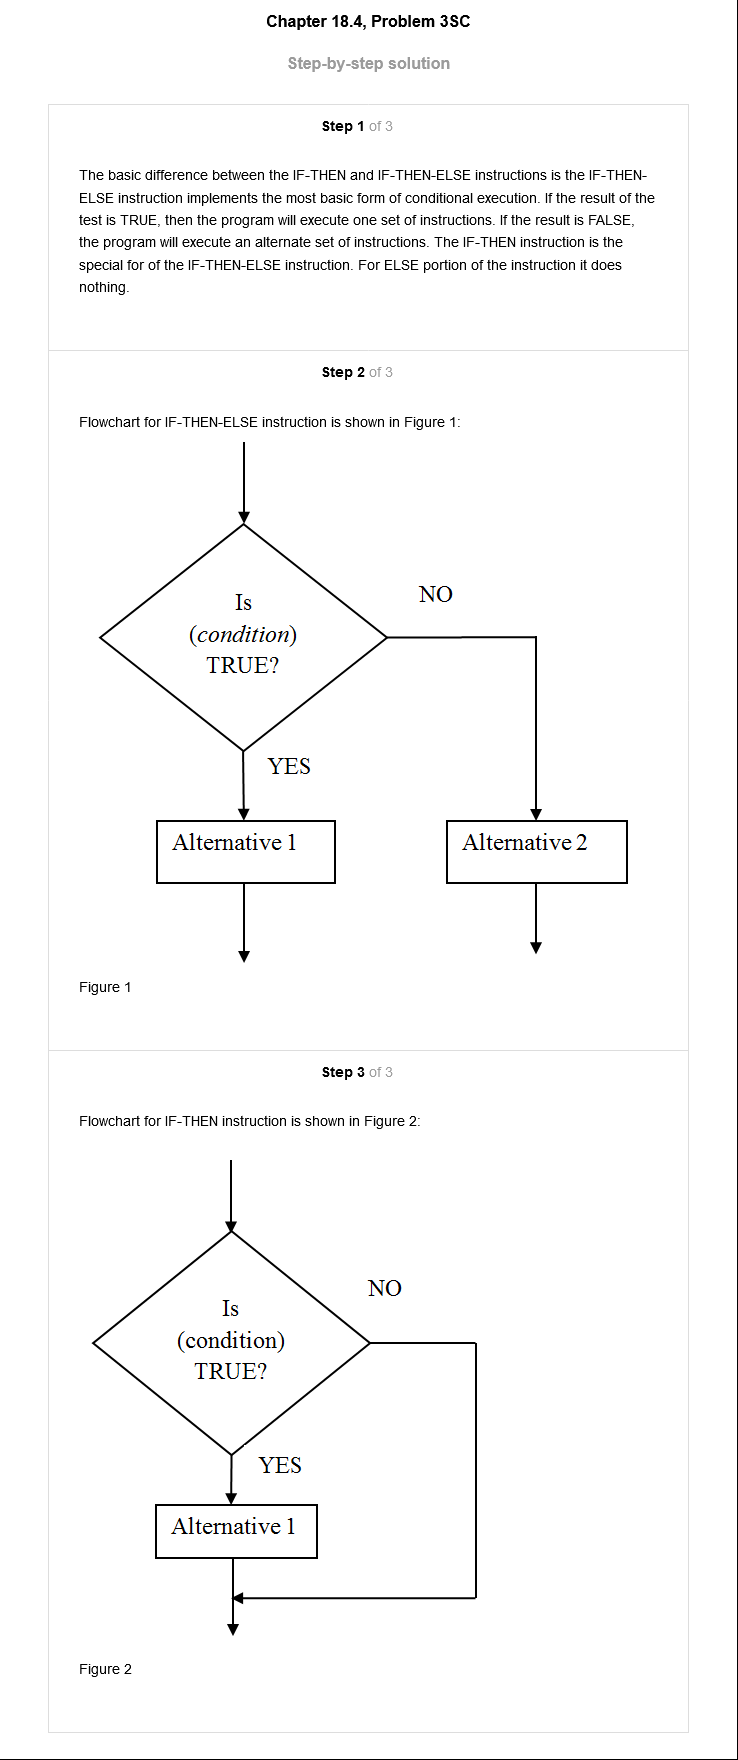 Chapter 18.4, Problem 3SC
Step-by-step solution
Step 1 of 3
The basic difference between the IF-THEN and IF-THEN-ELSE instructions is the IF-THEN-
ELSE instruction implements the most basic form of conditional execution. If the result of the
test is TRUE, then the program will execute one set of instructions. If the result is FALSE,
the program will execute an alternate set of instructions. The IF-THEN instruction is the
special for of the IF-THEN-ELSE instruction. For ELSE portion of the instruction it does
nothing.
Step 2 of 3
Flowchart for IF-THEN-ELSE instruction is shown in Figure 1:
NO
Is
(condition)
TRUE?
YES
Alternative 1
Alternative 2
Figure 1
Step 3 of 3
Flowchart for IF-THEN instruction is shown in Figure 2:
NO
Is
(condition)
TRUE?
YES
Alternative 1
Figure 2